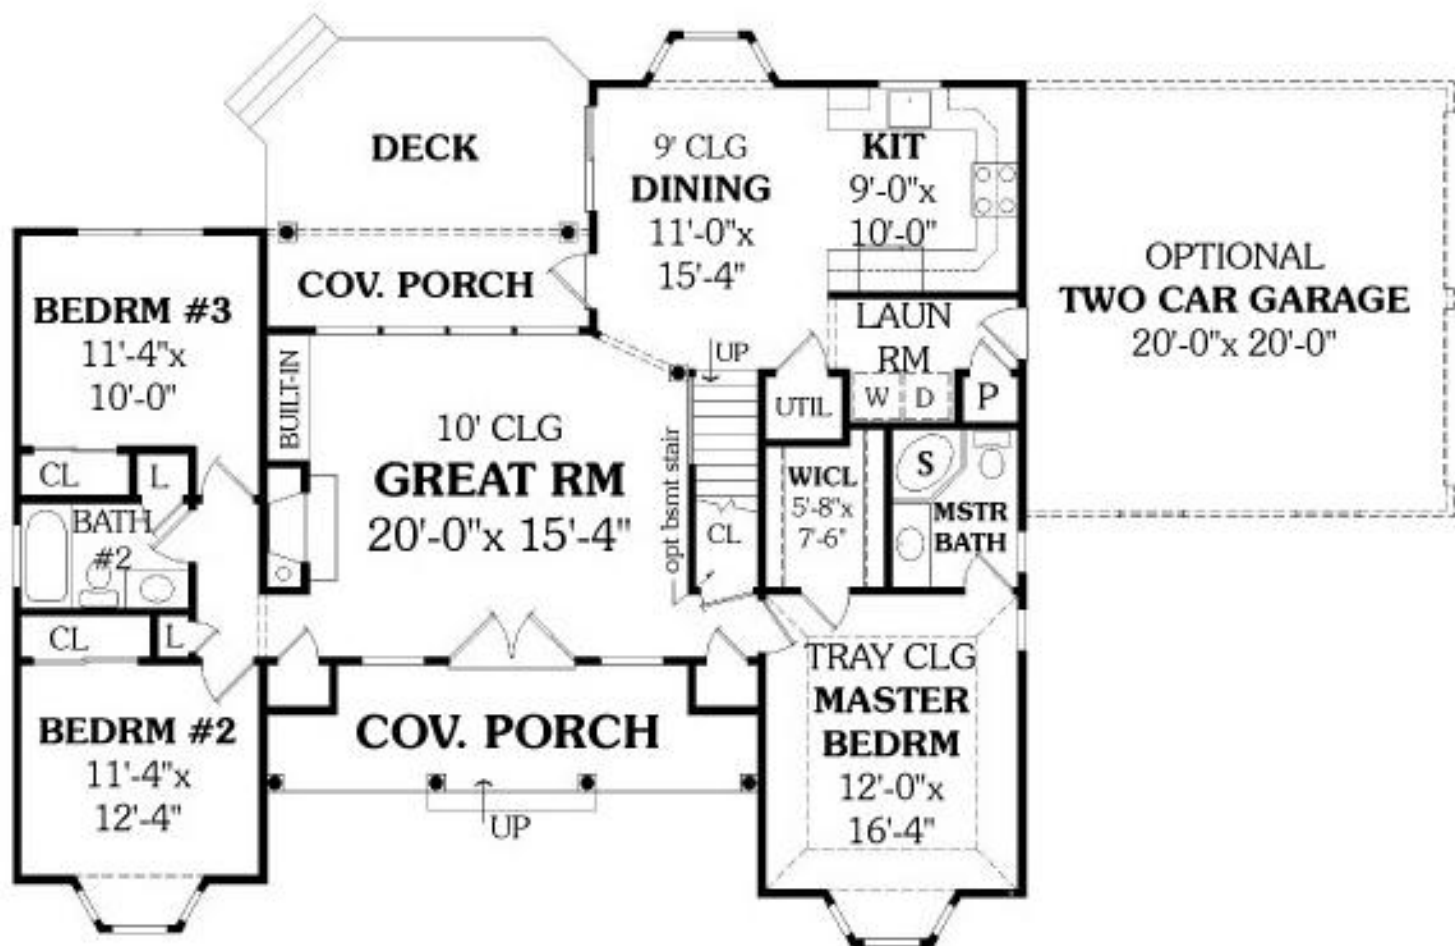 DECK
9' CLG
DINING
11'-0"x
15'-4"
KIT
9'-0"x
10'-0"
OPTIONAL
TWO CAR GARAGE
20'-0"x 20'-0"
COV. PORCH
BEDRM #3
11'-4"x
10'-0"
BUILT-IN
UP
LAUN
RM
W
D
P
UTIL
10' CLG
GREAT RM
20'-0"x 15'-4"
opt bsmt stair
CL
WICL
5'-8"x
7'-6"
S
MSTR
BATH
CL
L
BATH
#2
CL
L
BEDRM #2
11'-4"x
12'-4"
COV. PORCH
UP
TRAY CLG
MASTER
BEDRM
12'-0"x
16'-4"